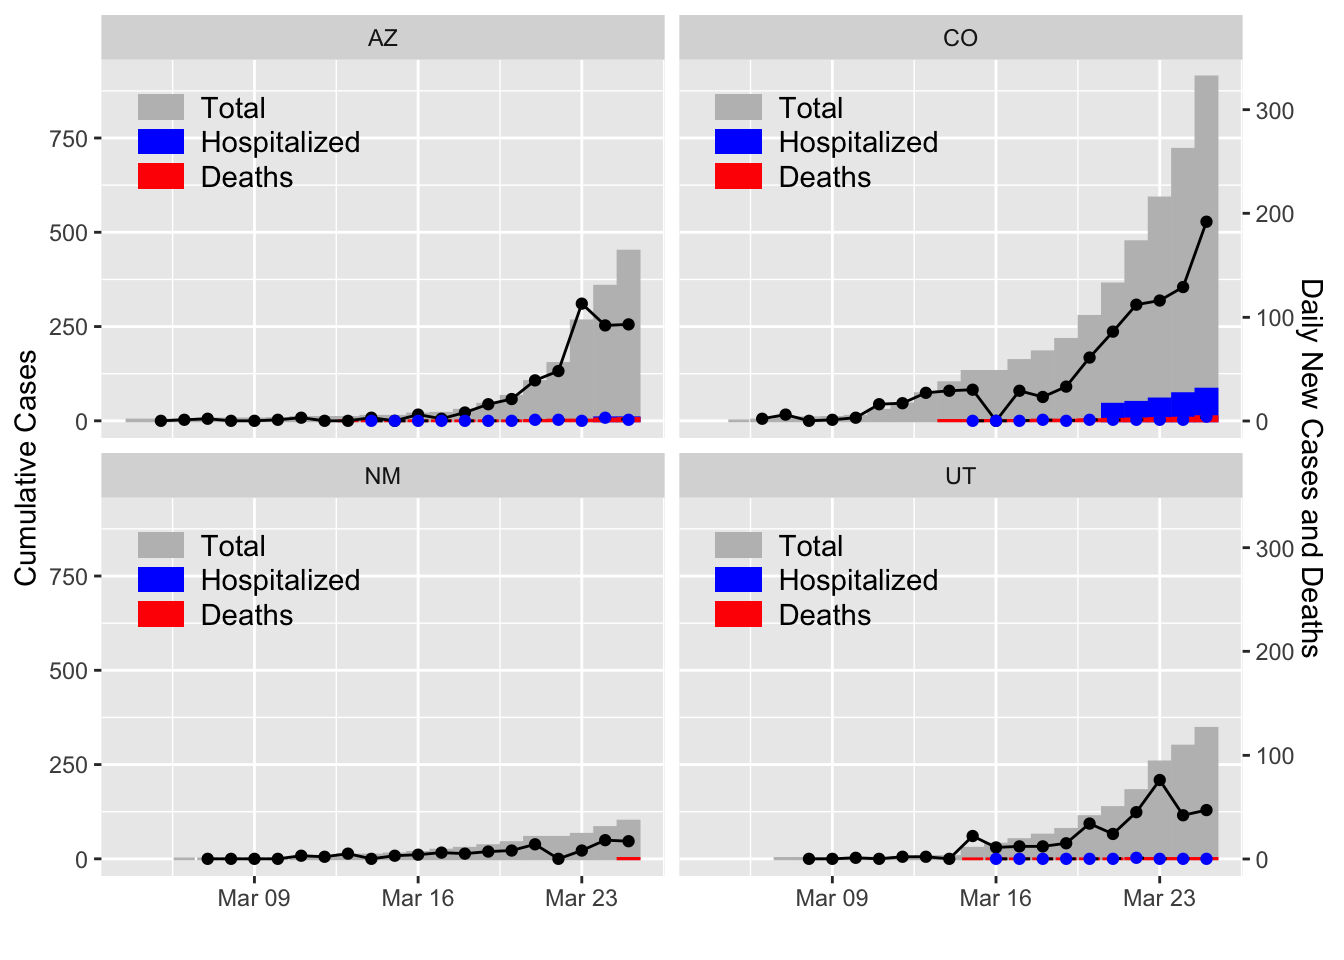 AZ
CO
Total
Hospitalized
Deaths
Total
Hospitalized
Deaths
750
500
250
0
300
200
100
0
NM
UT
Total
Hospitalized
Deaths
Total
Hospitalized
Deaths
750
500
250
0
300
200
100
0
Mar 09
Mar 16
Mar 23
Mar 09
Mar 16
Mar 23
Cumulative Cases
Daily New Cases and Deaths